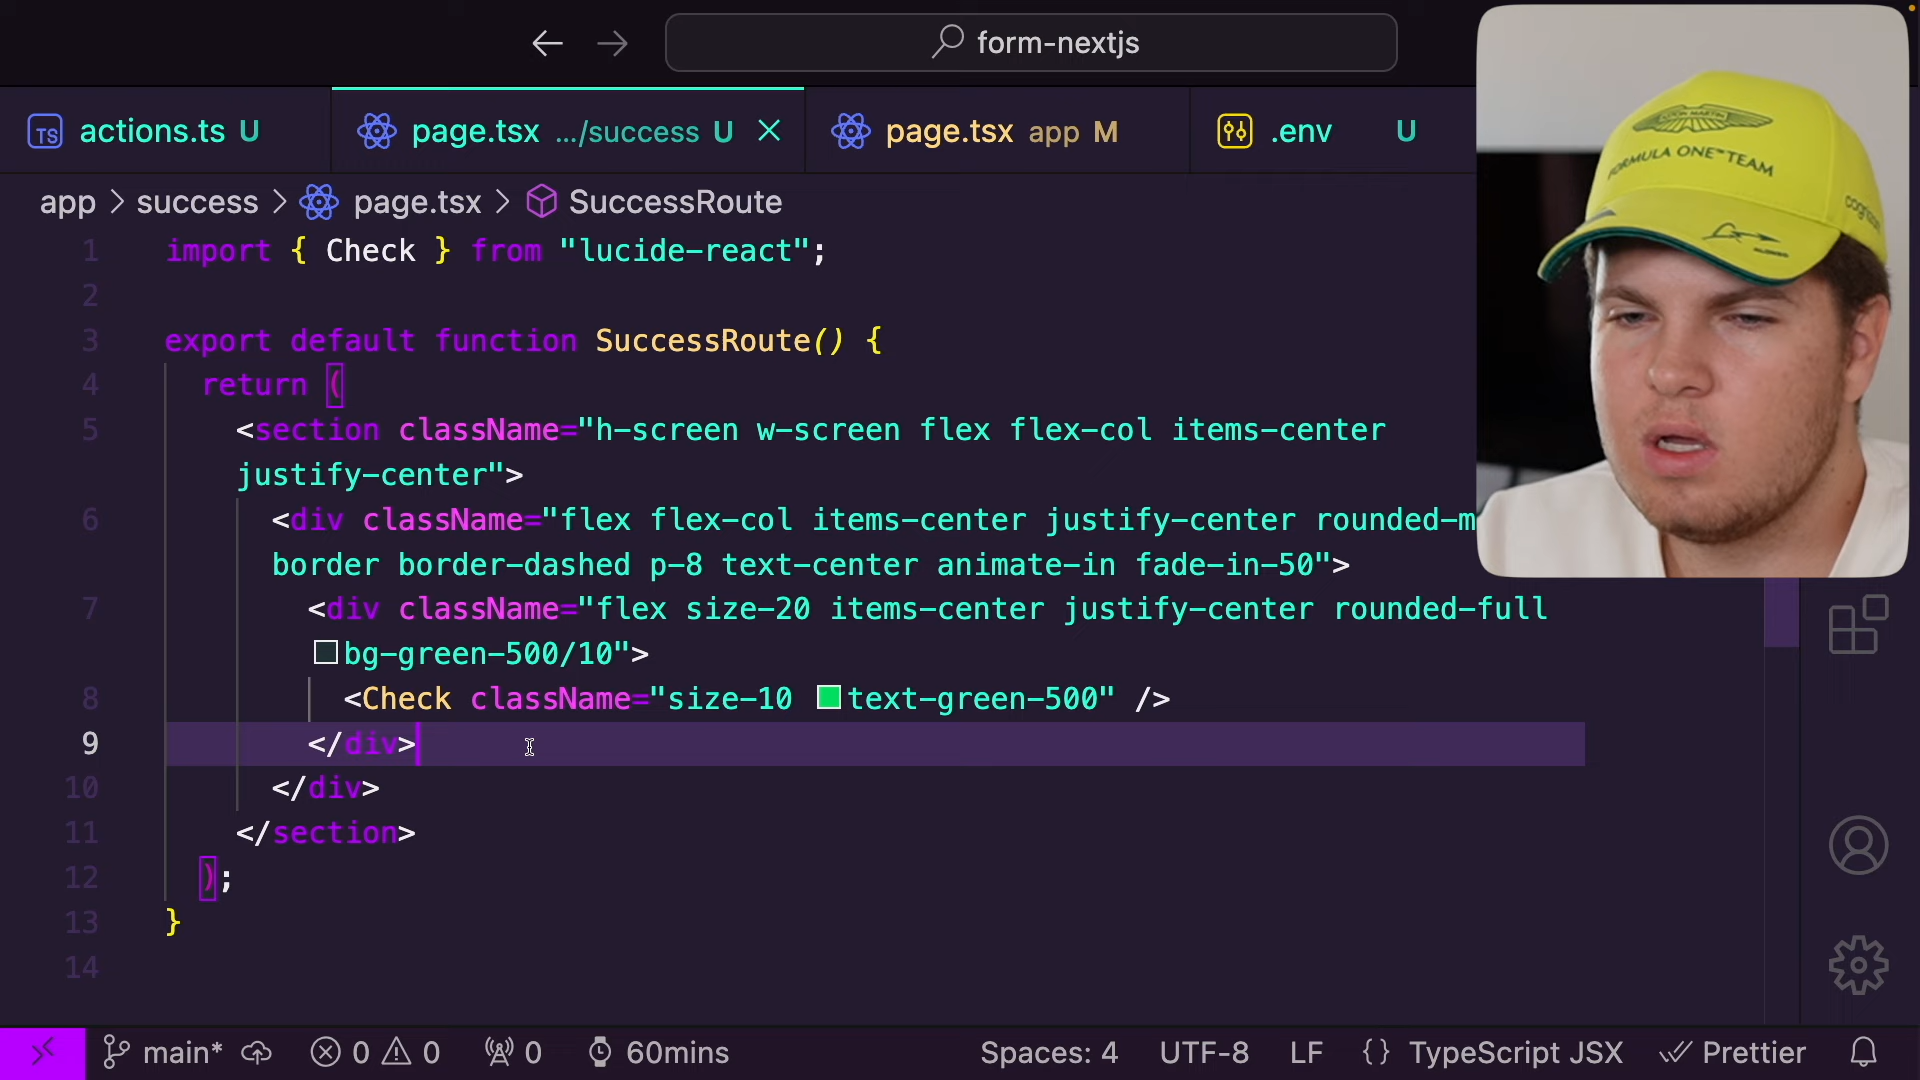 form-nextjs
TS actions.ts U
page.tsx .../success U
page.tsx app M
.env U
app > success > page.tsx > SuccessRoute
1 import { Check } from "lucide-react";
2
3 export default function SuccessRoute() {
4 return (
5 <section className="h-screen w-screen flex flex-col items-center
justify-center">
6 <div className="flex flex-col items-center justify-center rounded-m
border border-dashed p-8 text-center animate-in fade-in-50">
7 <div className="flex size-20 items-center justify-center rounded-full
bg-green-500/10">
8 <Check className="size-10 text-green-500" />
9 </div>
10 </div>
11 </section>
12 );
13 }
14
main* 0 0 0 60mins Spaces: 4 UTF-8 LF {} TypeScript JSX Prettier
ASTON MARTIN
FORMULA ONE™ TEAM